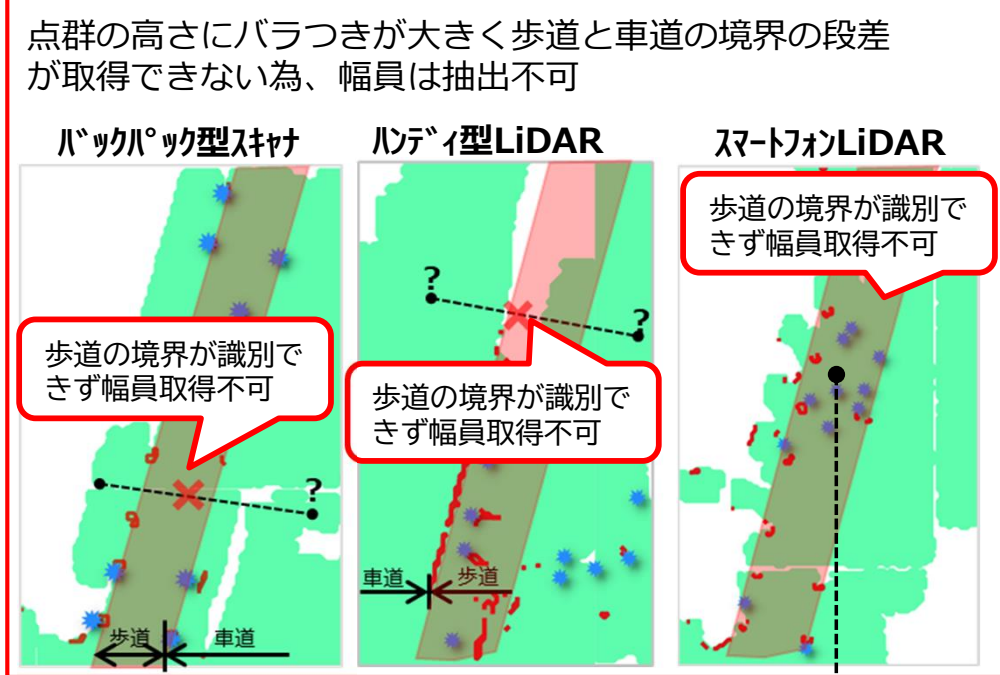 点群の高さにバラつきが大きく歩道と車道の境界の段差
が取得できない為、幅員は抽出不可
ﾊﾞｯｸﾊﾟｯｸ型ｽｷｬﾅ
ﾊﾝﾃﾞｨ型LiDAR
ｽﾏｰﾄﾌｫﾝLiDAR
歩道の境界が識別で
きず幅員取得不可
?
歩道
車道
?
?
歩道の境界が識別で
きず幅員取得不可
車道
歩道
歩道の境界が識別で
きず幅員取得不可